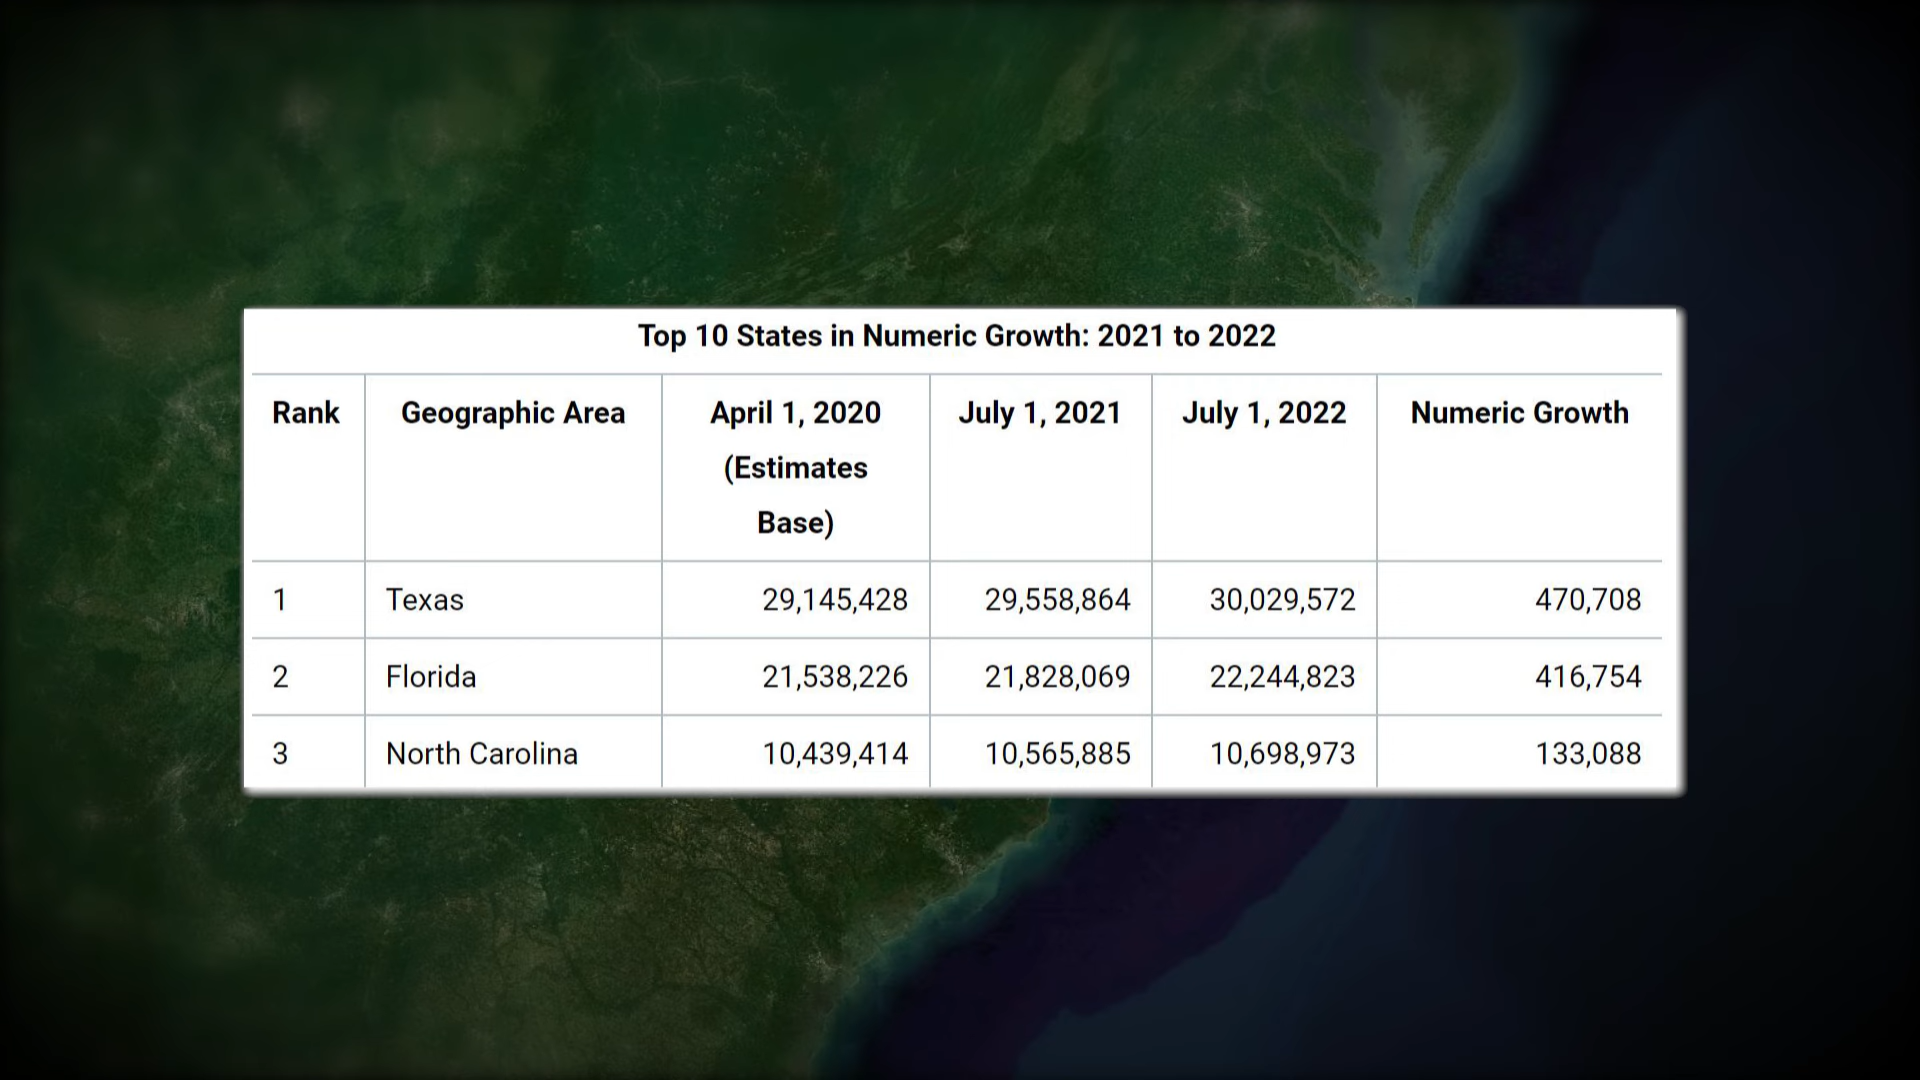 Top 10 States in Numeric Growth: 2021 to 2022
Rank Geographic Area April 1, 2020 July 1, 2021 July 1, 2022 Numeric Growth
(Estimates
Base)
1 Texas 29,145,428 29,558,864 30,029,572 470,708
2 Florida 21,538,226 21,828,069 22,244,823 416,754
3 North Carolina 10,439,414 10,565,885 10,698,973 133,088